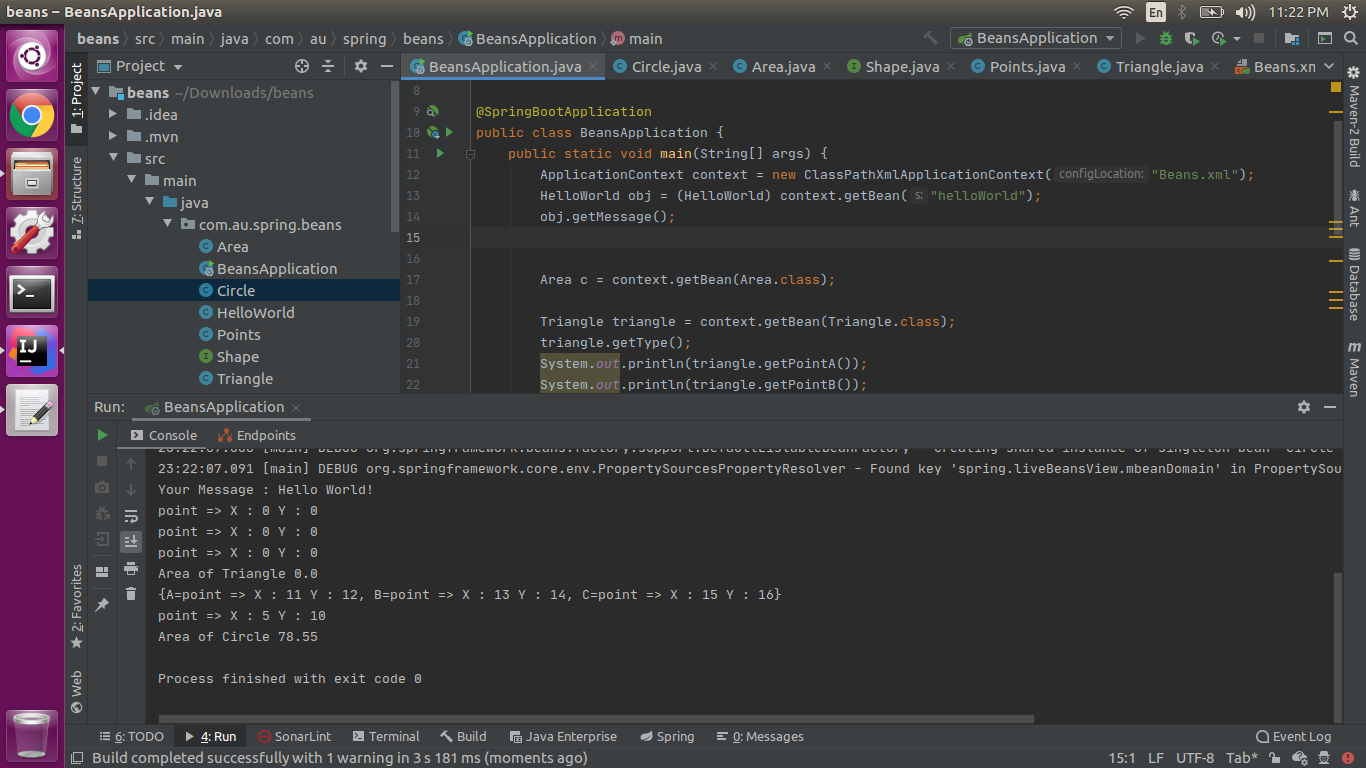 beans – BeansApplication.java
En
11:22 PM
beans
src
main
java
com
au
spring
beans
BeansApplication
main
BeansApplication
1: Project
7: Structure
2: Favorites
Web
Project
beans ~/Downloads/beans
.idea
.mvn
src
main
java
com.au.spring.beans
Area
BeansApplication
Circle
HelloWorld
Points
Shape
Triangle
BeansApplication.java
Circle.java
Area.java
Shape.java
Points.java
Triangle.java
Beans.xn
8
9 @SpringBootApplication
10 public class BeansApplication {
11 public static void main(String[] args) {
12 ApplicationContext context = new ClassPathXmlApplicationContext( configLocation: "Beans.xml");
13 HelloWorld obj = (HelloWorld) context.getBean( s: "helloWorld");
14 obj.getMessage();
15
16
17 Area c = context.getBean(Area.class);
18
19 Triangle triangle = context.getBean(Triangle.class);
20 triangle.getType();
21 System.out.println(triangle.getPointA());
22 System.out.println(triangle.getPointB());
Maven-2 Build
Ant
Database
Maven
Run:
BeansApplication
Console
Endpoints
23:22:07.091 [main] DEBUG org.springframework.core.env.PropertySourcesPropertyResolver - Found key 'spring.liveBeansView.mbeanDomain' in PropertySou
Your Message : Hello World!
point => X : 0 Y : 0
point => X : 0 Y : 0
point => X : 0 Y : 0
Area of Triangle 0.0
{A=point => X : 11 Y : 12, B=point => X : 13 Y : 14, C=point => X : 15 Y : 16}
point => X : 5 Y : 10
Area of Circle 78.55
Process finished with exit code 0
6: TODO
4: Run
SonarLint
Terminal
Build
Java Enterprise
Spring
0: Messages
Event Log
Build completed successfully with 1 warning in 3 s 181 ms (moments ago)
15:1
LF
UTF-8
Tab*